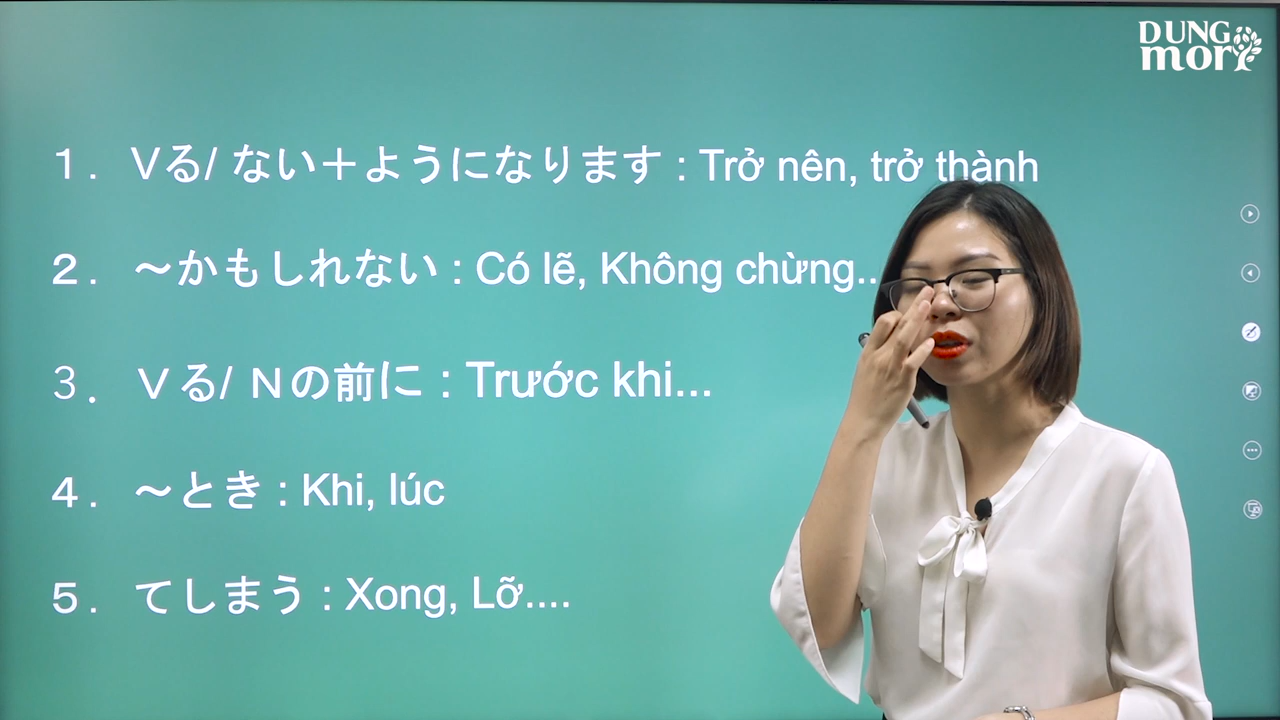 DUNG
mori
１． Ｖる/ ない＋ようになります : Trở nên, trở thành
２． ～かもしれない : Có lẽ, Không chừng..
３． Ｖる/ Ｎの前に : Trước khi...
４． ～とき : Khi, lúc
５． てしまう : Xong, Lỡ....